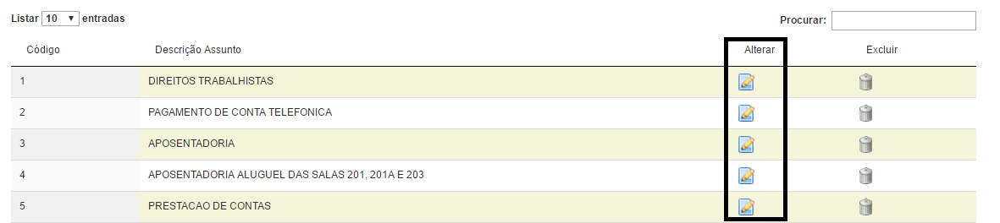 Listar 10 entradas Procurar:
Código Descrição Assunto Alterar Excluir
1 DIREITOS TRABALHISTAS
2 PAGAMENTO DE CONTA TELEFONICA
3 APOSENTADORIA
4 APOSENTADORIA ALUGUEL DAS SALAS 201, 201A E 203
5 PRESTACAO DE CONTAS